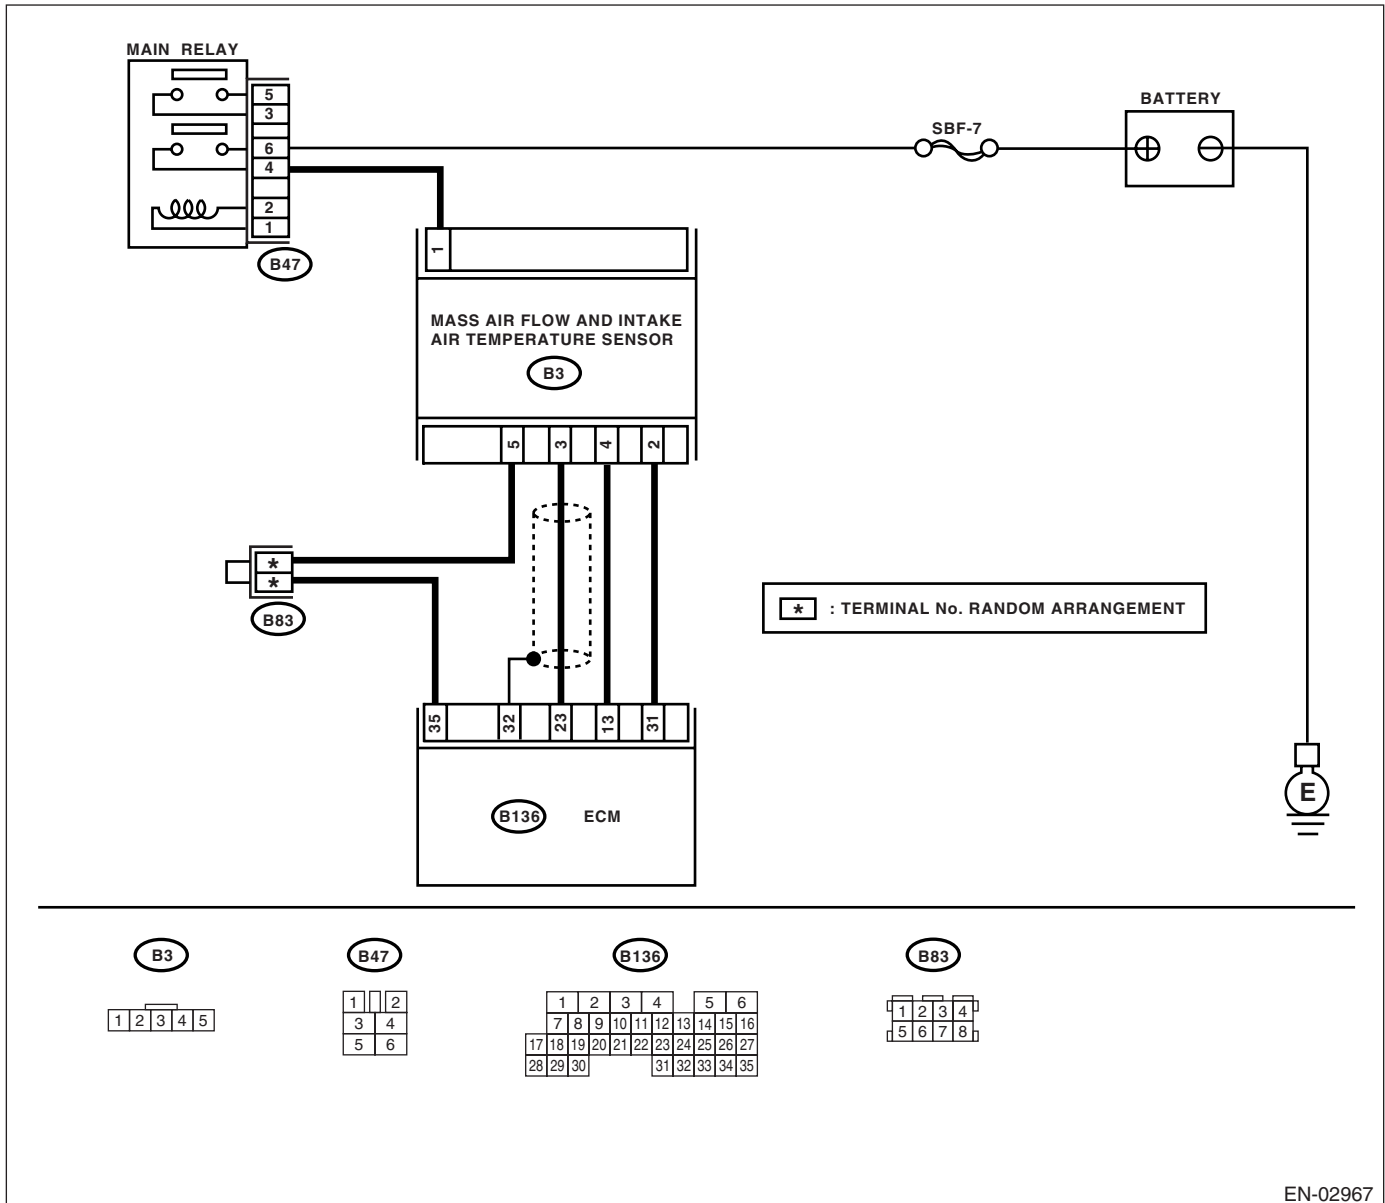 MAIN RELAY
5
3
6
4
2
1
B47
SBF-7
BATTERY
1
MASS AIR FLOW AND INTAKE
AIR TEMPERATURE SENSOR
B3
5 3 4 2
*
*
B83
* : TERMINAL No. RANDOM ARRANGEMENT
35 32 23 13 31
B136 ECM
E
B3 B47 B136 B83
1 2 3 4 5
1 2
3 4
5 6
1 2 3 4 5 6
7 8 9 10 11 12 13 14 15 16
17 18 19 20 21 22 23 24 25 26 27
28 29 30 31 32 33 34 35
1 2 3 4
5 6 7 8
EN-02967